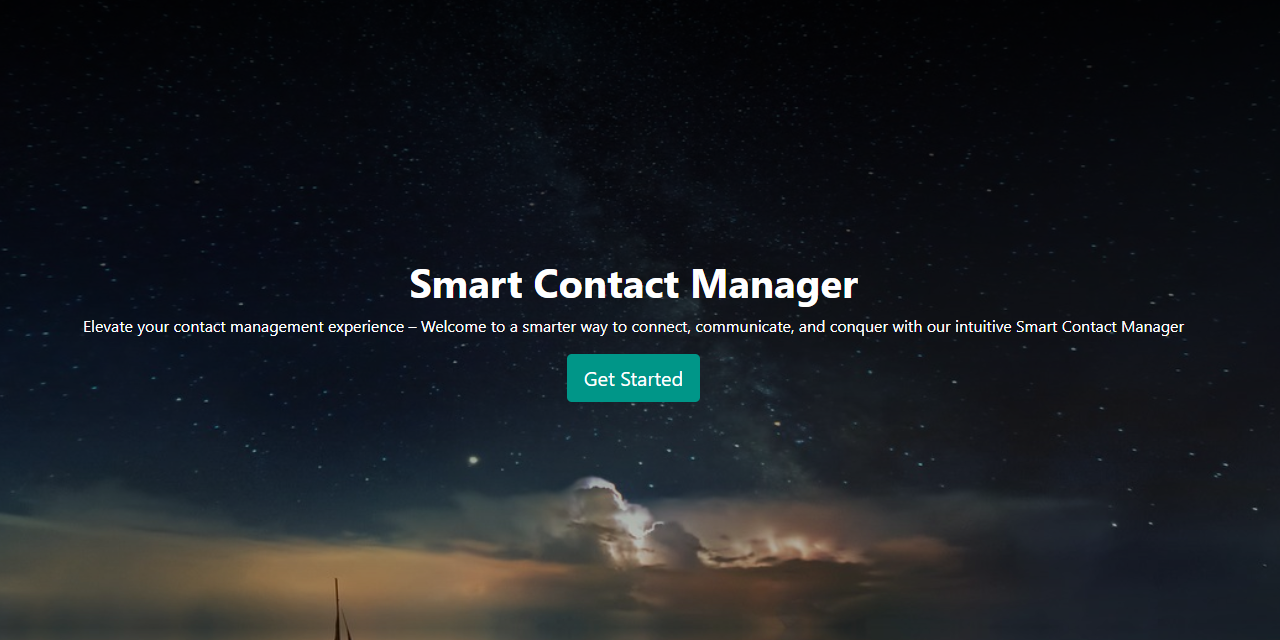 Smart Contact Manager
Elevate your contact management experience – Welcome to a smarter way to connect, communicate, and conquer with our intuitive Smart Contact Manager
Get Started